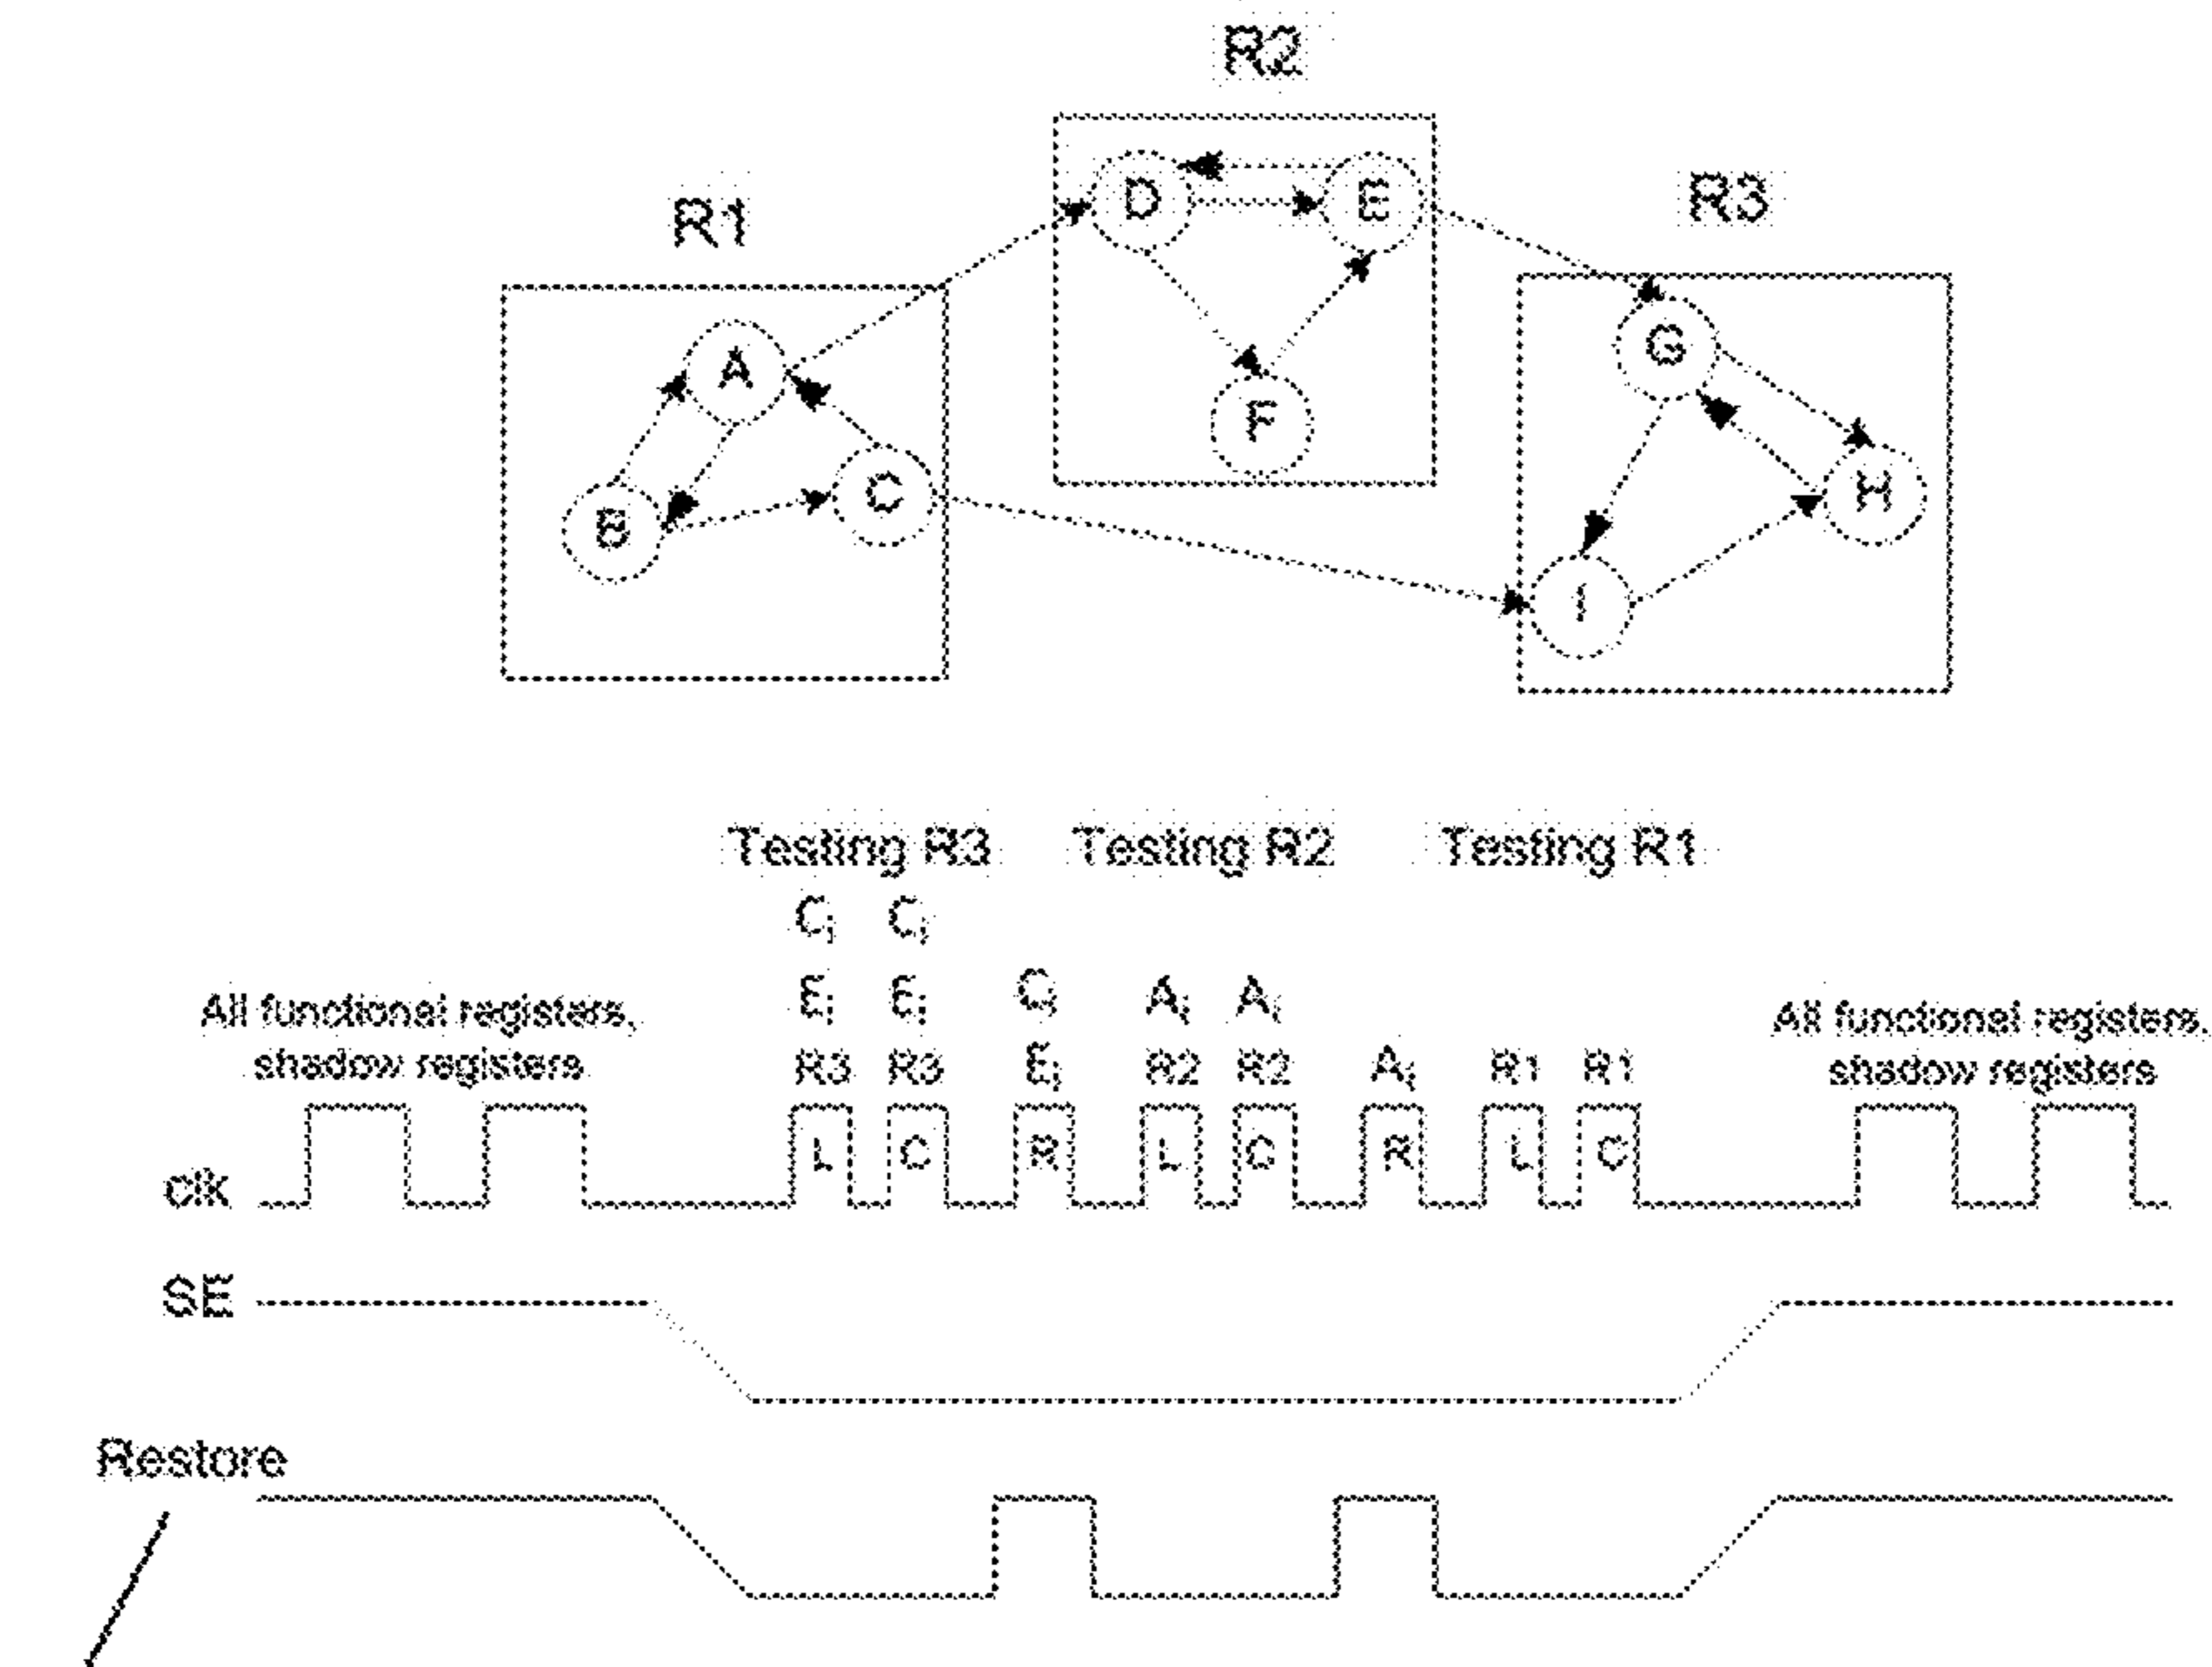 R2
R1
R3
D
E
A
G
F
B
C
H
I
Testing R3 Testing R2 Testing R1
Ci Ci
Ei Ei Ci Ai Ai
All functional registers, shadow registers
R3 R3 Ei R2 R2 Ai R1 R1
All functional registers, shadow registers
clk
L C R L C R L C
SE
Restore